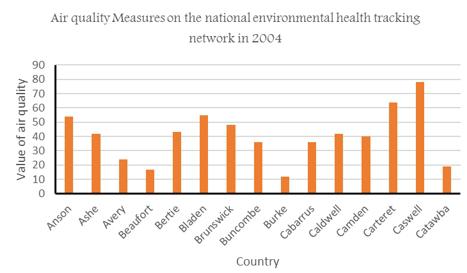 Air quality Measures on the national environmental health tracking
network in 2004
Value of air quality
90
80
70
60
50
40
30
20
10
0
Anson
Ashe
Avery
Beaufort
Bertie
Bladen
Brunswick
Buncombe
Burke
Cabarrus
Caldwell
Camden
Carteret
Caswell
Catawba
Country